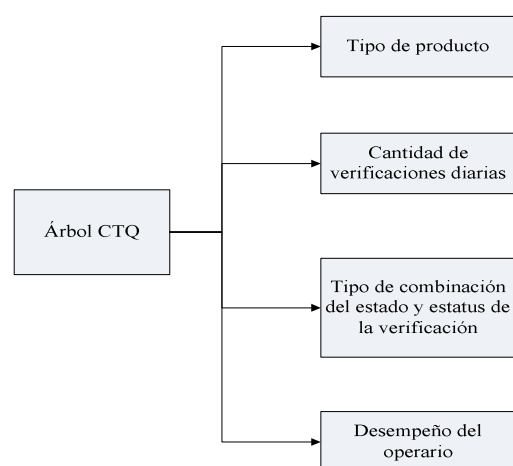 Tipo de producto
Cantidad de
verificaciones diarias
Árbol CTQ
Tipo de combinación
del estado y estatus de
la verificación
Desempeño del
operario